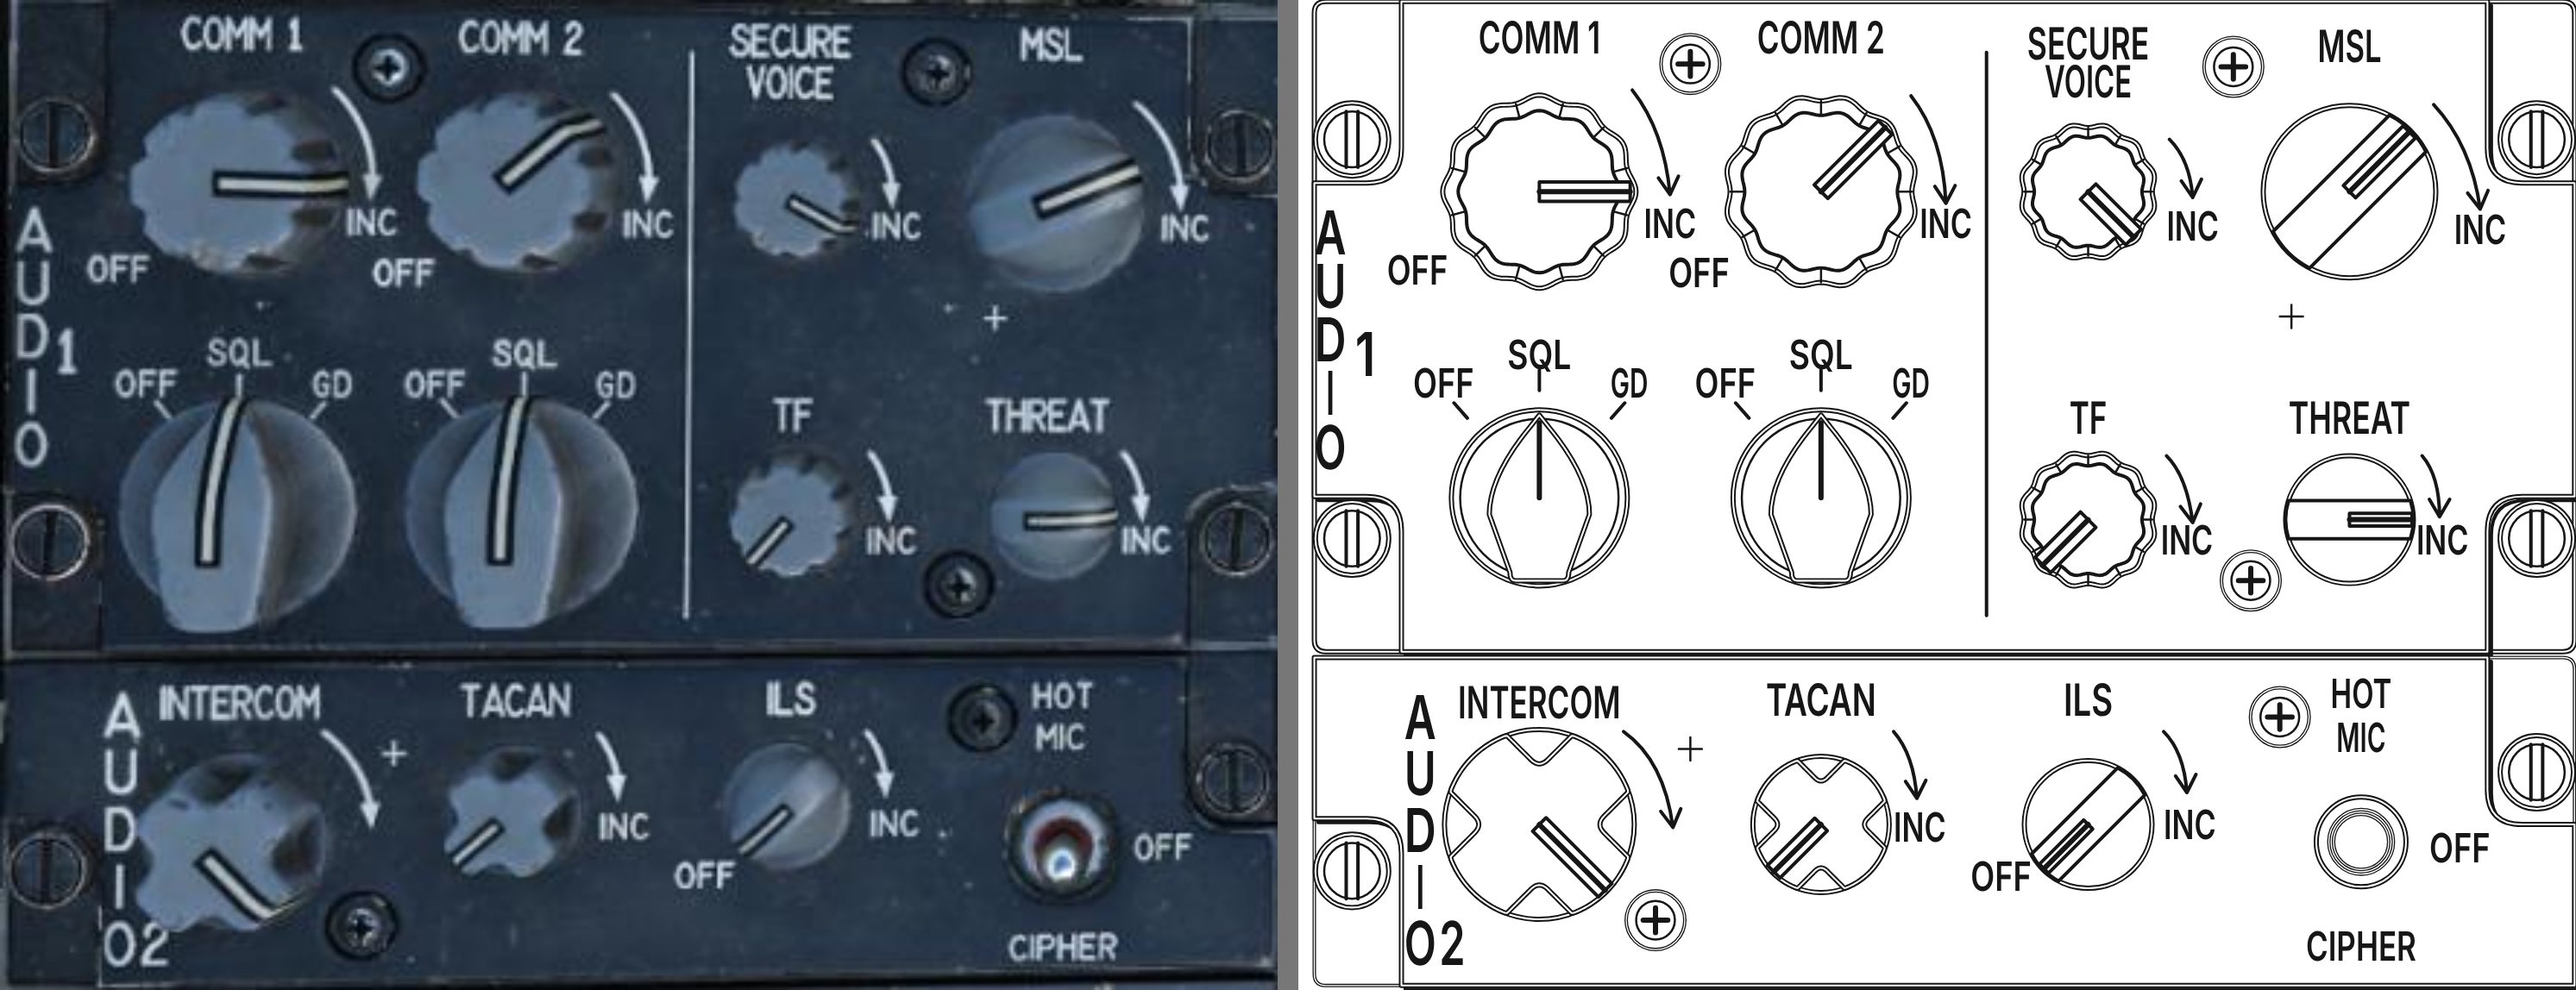 COMM 1
COMM 2
SECURE
VOICE
MSL
INC
INC
INC
INC
OFF
OFF
AUDIO 1
SQL
SQL
OFF
GD
OFF
GD
TF
THREAT
INC
INC
AUDIO 2
INTERCOM
TACAN
ILS
HOT
MIC
INC
INC
OFF
OFF
CIPHER
COMM 1
COMM 2
SECURE
VOICE
MSL
INC
INC
INC
INC
OFF
OFF
AUDIO 1
SQL
SQL
OFF
GD
OFF
GD
TF
THREAT
INC
INC
AUDIO 2
INTERCOM
TACAN
ILS
HOT
MIC
INC
INC
OFF
OFF
CIPHER